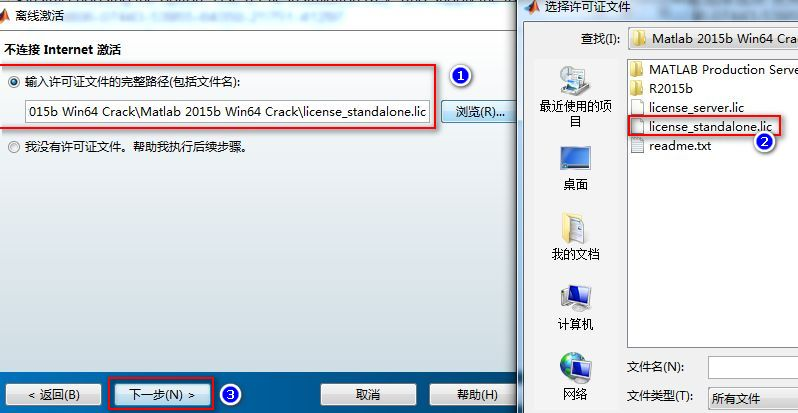 离线激活
不连接 Internet 激活
输入许可证文件的完整路径(包括文件名):
1
015b Win64 Crack\Matlab 2015b Win64 Crack\license_standalone.lic
浏览(R)...
我没有许可证文件。帮助我执行后续步骤。
< 返回(B)
下一步(N) >
3
取消
帮助(H)
选择许可证文件
查找(I):
Matlab 2015b Win64 Crack
最近使用的项目
桌面
我的文档
计算机
网络
MATLAB Production Serve
R2015b
license_server.lic
license_standalone.lic
2
readme.txt
文件名(N):
文件类型(T):
所有文件